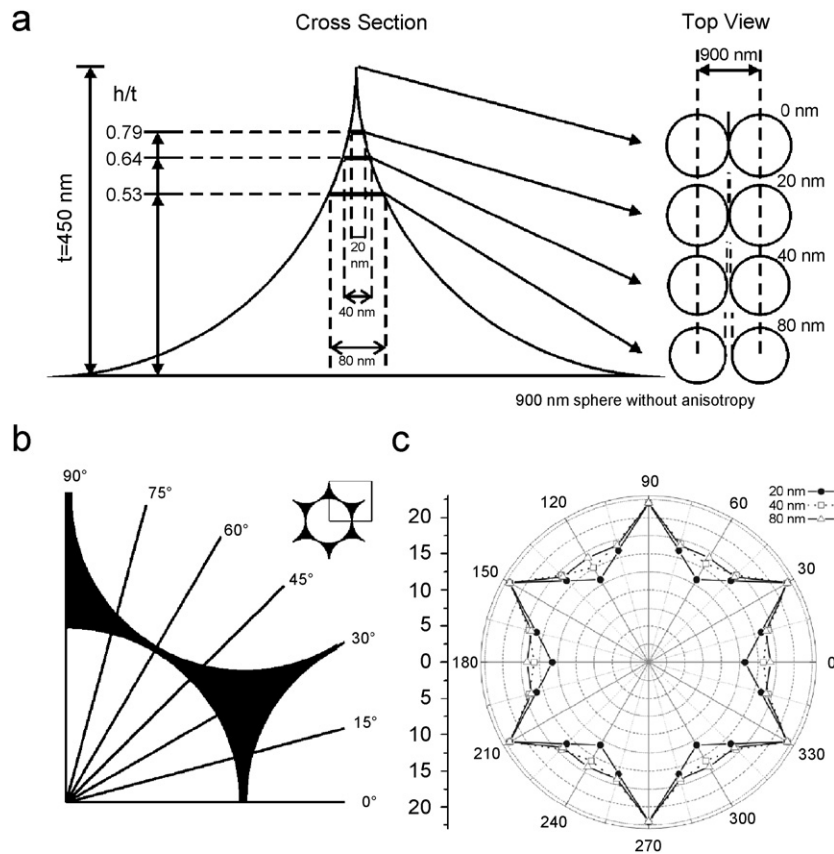 a
Cross Section
Top View
900 nm
h/t
0.79
0.64
0.53
t=450 nm
20
nm
40 nm
80 nm
0 nm
20 nm
40 nm
80 nm
900 nm sphere without anisotropy
b
90°
75°
60°
45°
30°
15°
0°
c
20
15
10
5
0
5
10
15
20
90
120
60
150
30
180
0
210
330
240
300
270
20 nm
40 nm
80 nm